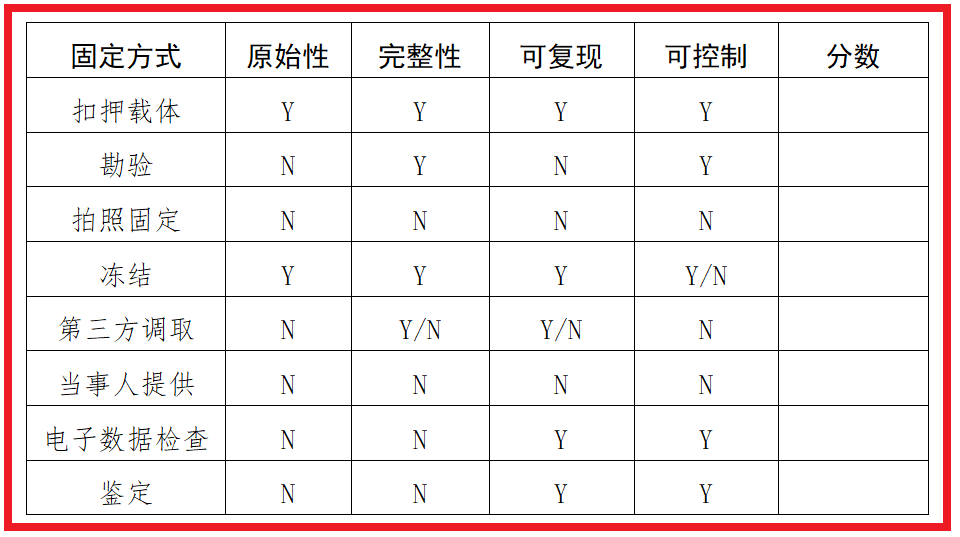 固定方式 原始性 完整性 可复现 可控制 分数
扣押载体 Y Y Y Y
勘验 N Y N Y
拍照固定 N N N N
冻结 Y Y Y Y/N
第三方调取 N Y/N Y/N N
当事人提供 N N N N
电子数据检查 N N Y Y
鉴定 N N Y Y